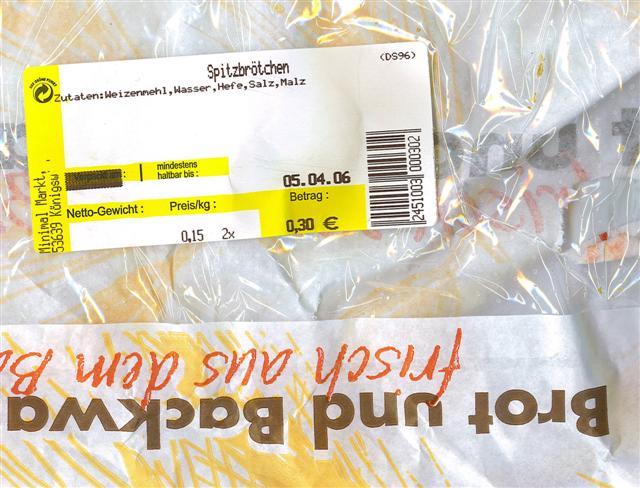 Spitzbrötchen
(DS96)
Zutaten:Weizenmehl,Wasser,Hefe,Salz,Malz
mindestens
haltbar bis :
05.04.06
Netto-Gewicht :
Preis/kg :
Betrag :
0,15 2x
0,30 €
Minimal Markt,
53639 Königsw
2451003 000302
frisch aus dem Ba
Brot und Backwa